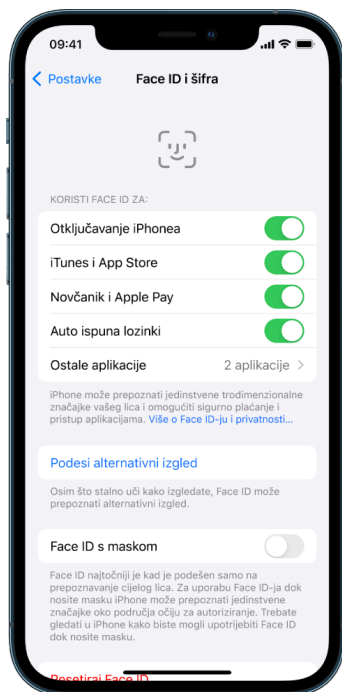 09:41
Postavke Face ID i šifra
KORISTI FACE ID ZA:
Otključavanje iPhonea
iTunes i App Store
Novčanik i Apple Pay
Auto ispuna lozinki
Ostale aplikacije 2 aplikacije
iPhone može prepoznati jedinstvene trodimenzionalne
značajke vašeg lica i omogućiti sigurno plaćanje i
pristup aplikacijama. Više o Face ID-ju i privatnosti...
Podesi alternativni izgled
Osim što stalno uči kako izgledate, Face ID može
prepoznati alternativni izgled.
Face ID s maskom
Face ID najtočniji je kad je podešen samo na
prepoznavanje cijelog lica. Za uporabu Face ID-ja dok
nosite masku iPhone može prepoznati jedinstvene
značajke oko područja očiju za autoriziranje. Trebate
gledati u iPhone kako biste mogli upotrijebiti Face ID
dok nosite masku.
Resetiraj Face ID